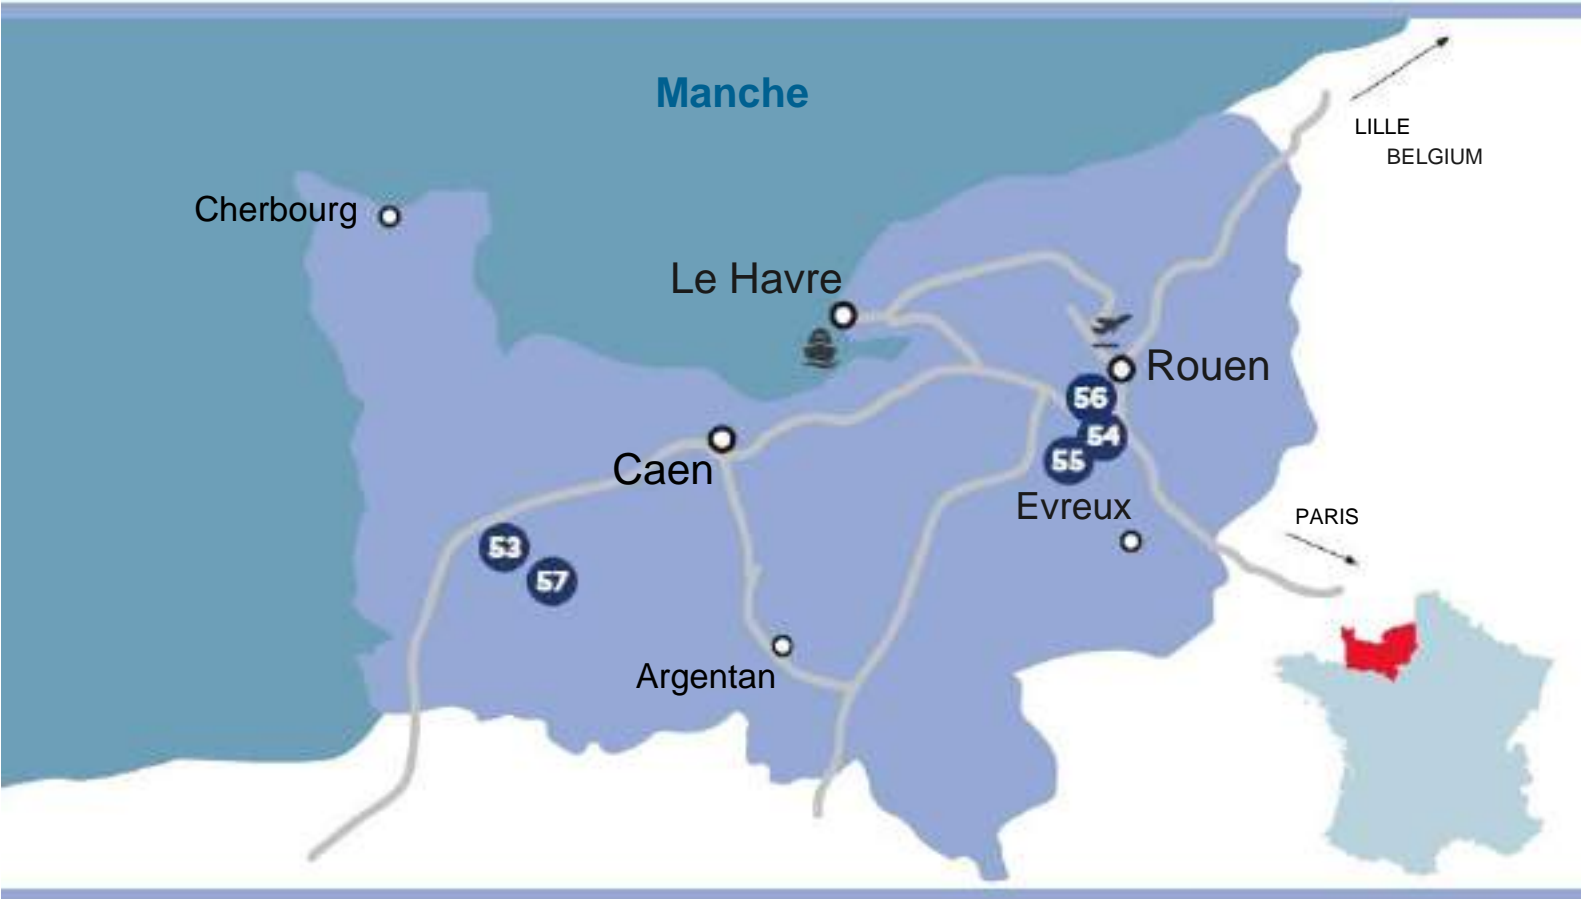 Manche
LILLE
BELGIUM
Cherbourg
Le Havre
Rouen
56
54
55
Caen
Evreux
PARIS
53
57
Argentan